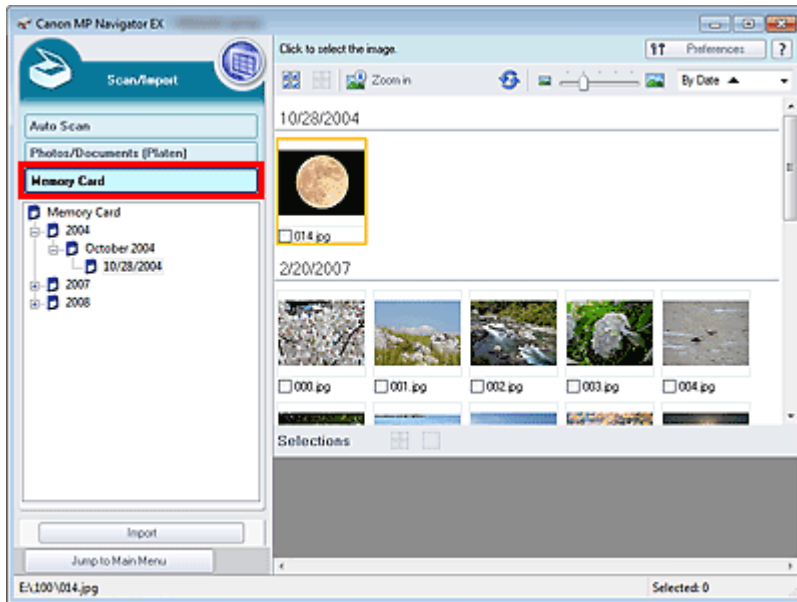 Canon MP Navigator EX
Click to select the image.
Preferences
?
Scan/Import
Zoom in
By Date
Auto Scan
Photos/Documents (Platen)
Memory Card
Memory Card
2004
October 2004
10/28/2004
2007
2008
10/28/2004
014.jpg
2/20/2007
000.jpg 001.jpg 002.jpg 003.jpg 004.jpg
Selections
Import
Jump to Main Menu
E:\100\014.jpg
Selected: 0